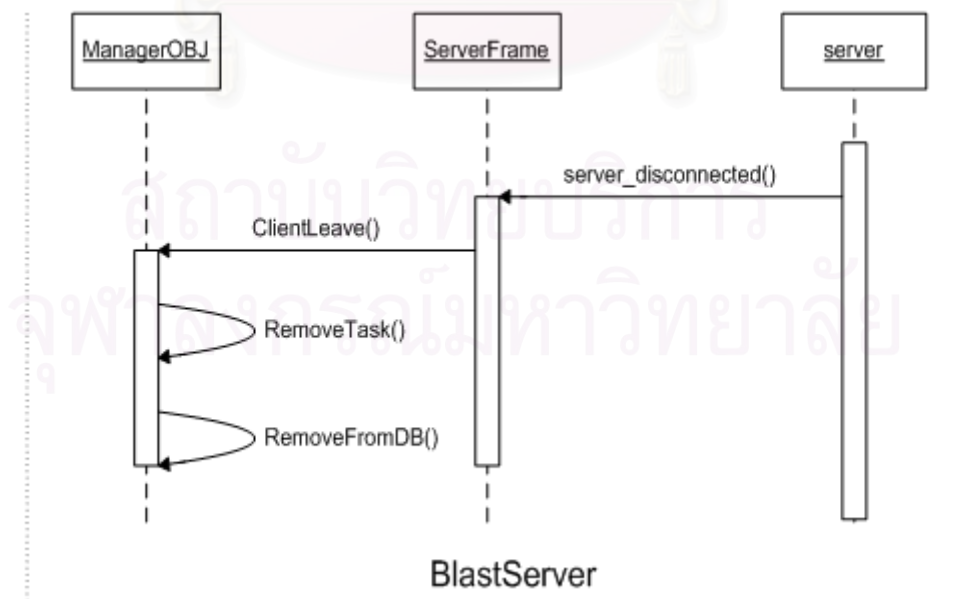 ManagerOBJ
ServerFrame
server
server_disconnected()
ClientLeave()
สถาบันวิทยบริการ
จุฬาลงกรณ์มหาวิทยาลัย
RemoveTask()
RemoveFromDB()
BlastServer